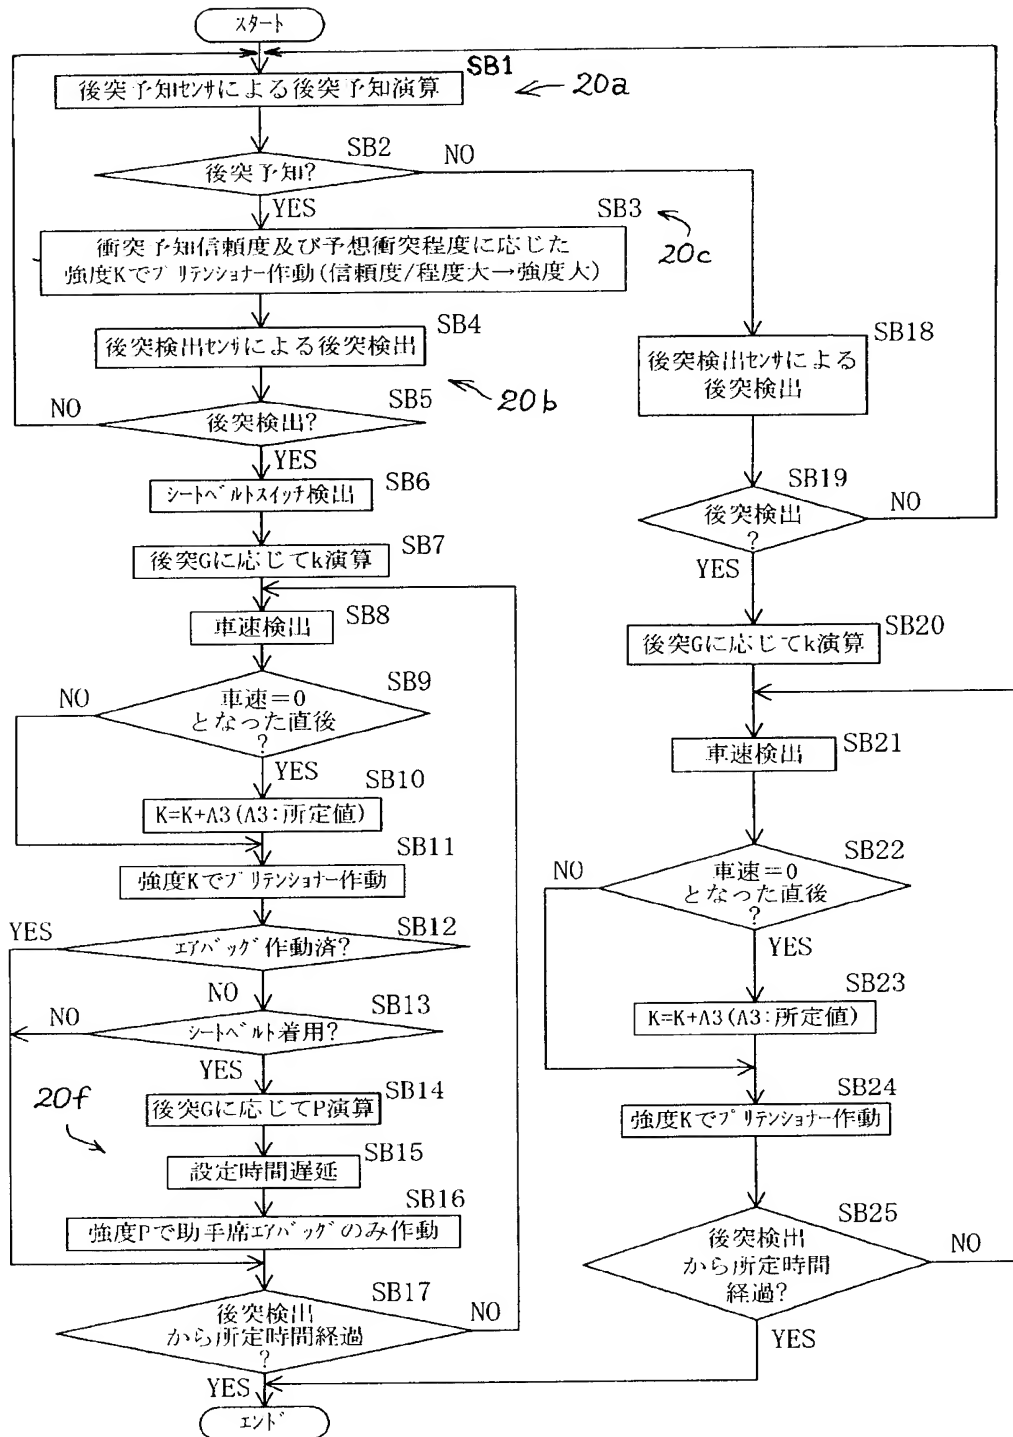 スタート
SB1
後突予知センサによる後突予知演算
20a
SB2
NO
後突予知?
YES
SB3
20c
衝突予知信頼度及び予想衝突程度に応じた
強度Kでプリテンショナー作動(信頼度/程度大→強度大)
SB4
後突検出センサによる後突検出
20b
SB5
NO
後突検出?
YES
シートベルトスイッチ検出
SB6
SB7
後突Gに応じてk演算
SB8
車速検出
SB9
NO
車速=0
となった直後
?
YES
SB10
K=K+Λ3(Λ3:所定値)
SB11
強度Kでプリテンショナー作動
SB12
YES
エアバッグ作動済?
NO
SB13
NO
シートベルト着用?
YES
20f
SB14
後突Gに応じてP演算
SB15
設定時間遅延
SB16
強度Pで助手席エアバッグのみ作動
SB17
後突検出
から所定時間経過
?
NO
YES
エンド
SB18
後突検出センサによる
後突検出
SB19
後突検出
?
NO
YES
SB20
後突Gに応じてk演算
SB21
車速検出
SB22
NO
車速=0
となった直後
?
YES
SB23
K=K+Λ3(Λ3:所定値)
SB24
強度Kでプリテンショナー作動
SB25
後突検出
から所定時間
経過?
NO
YES